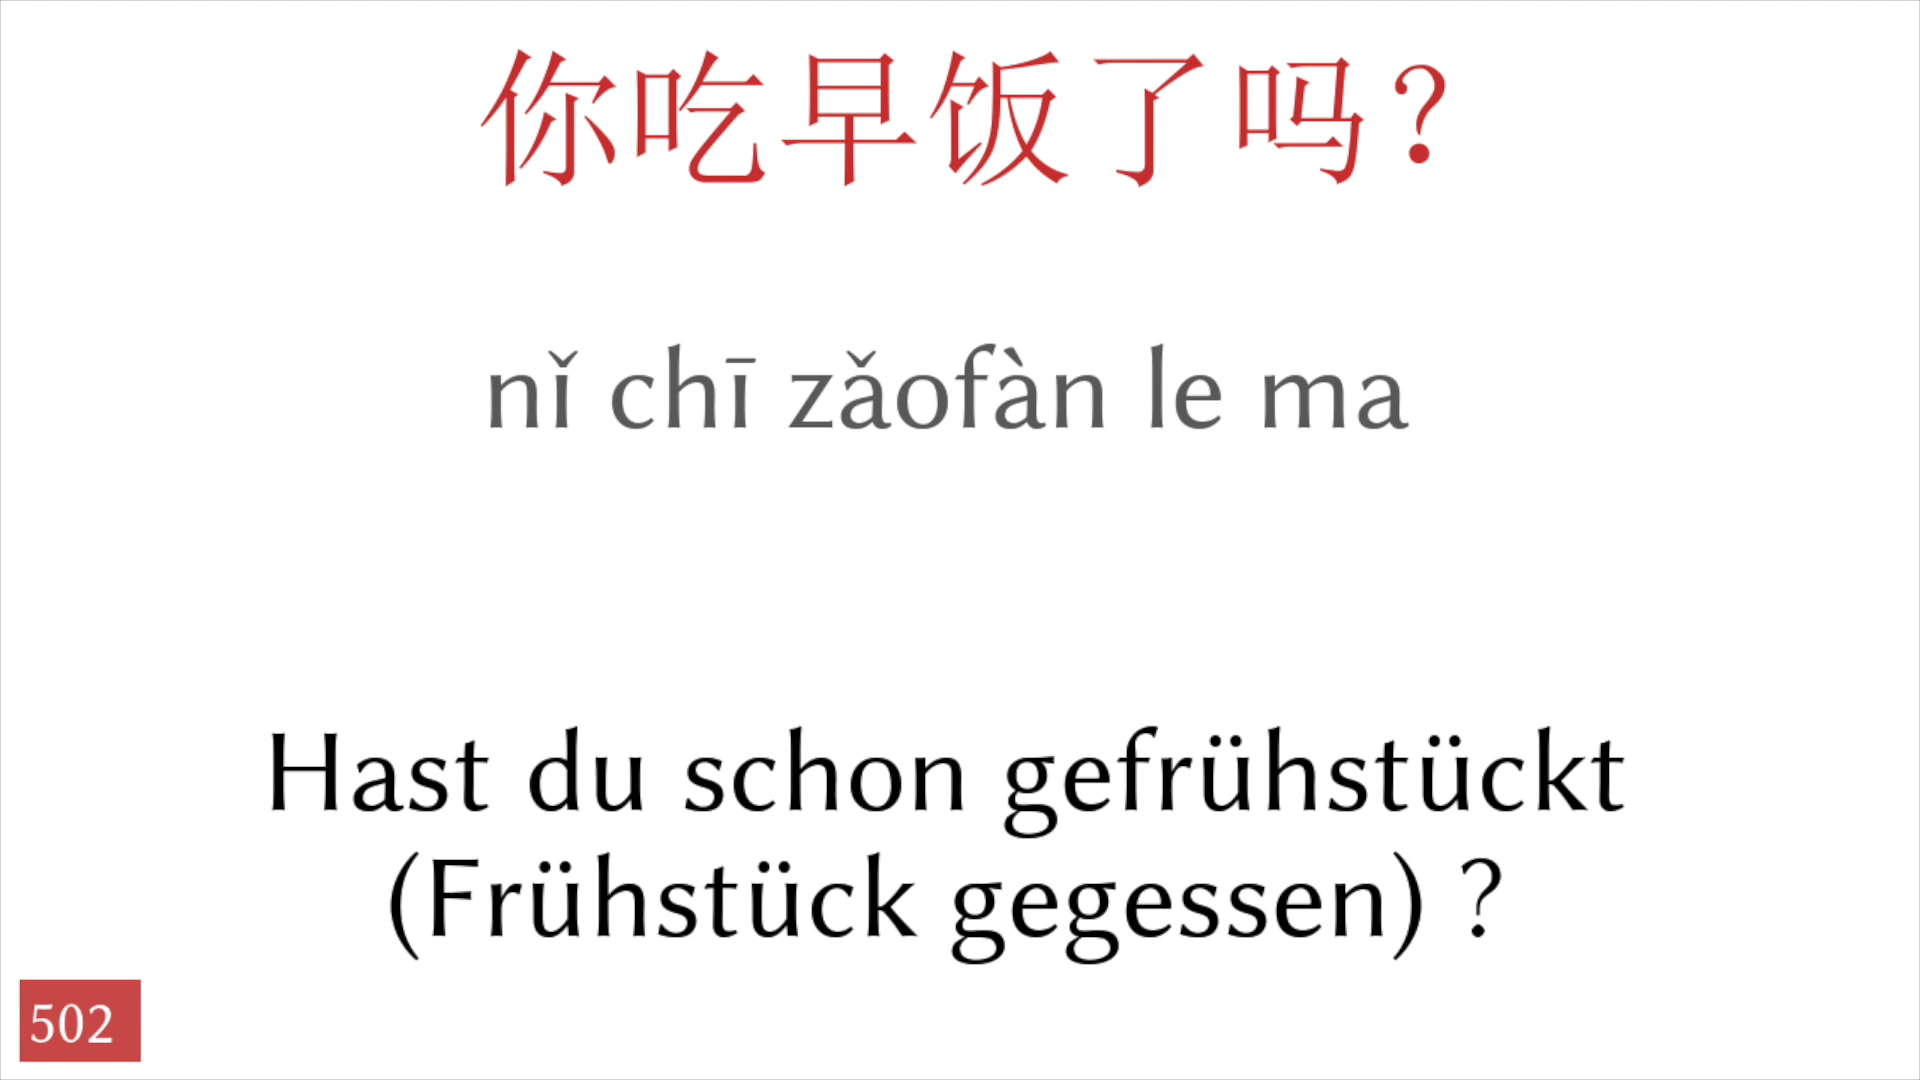 你吃早饭了吗？
nǐ chī zǎofàn le ma
Hast du schon gefrühstückt
(Frühstück gegessen) ?
502